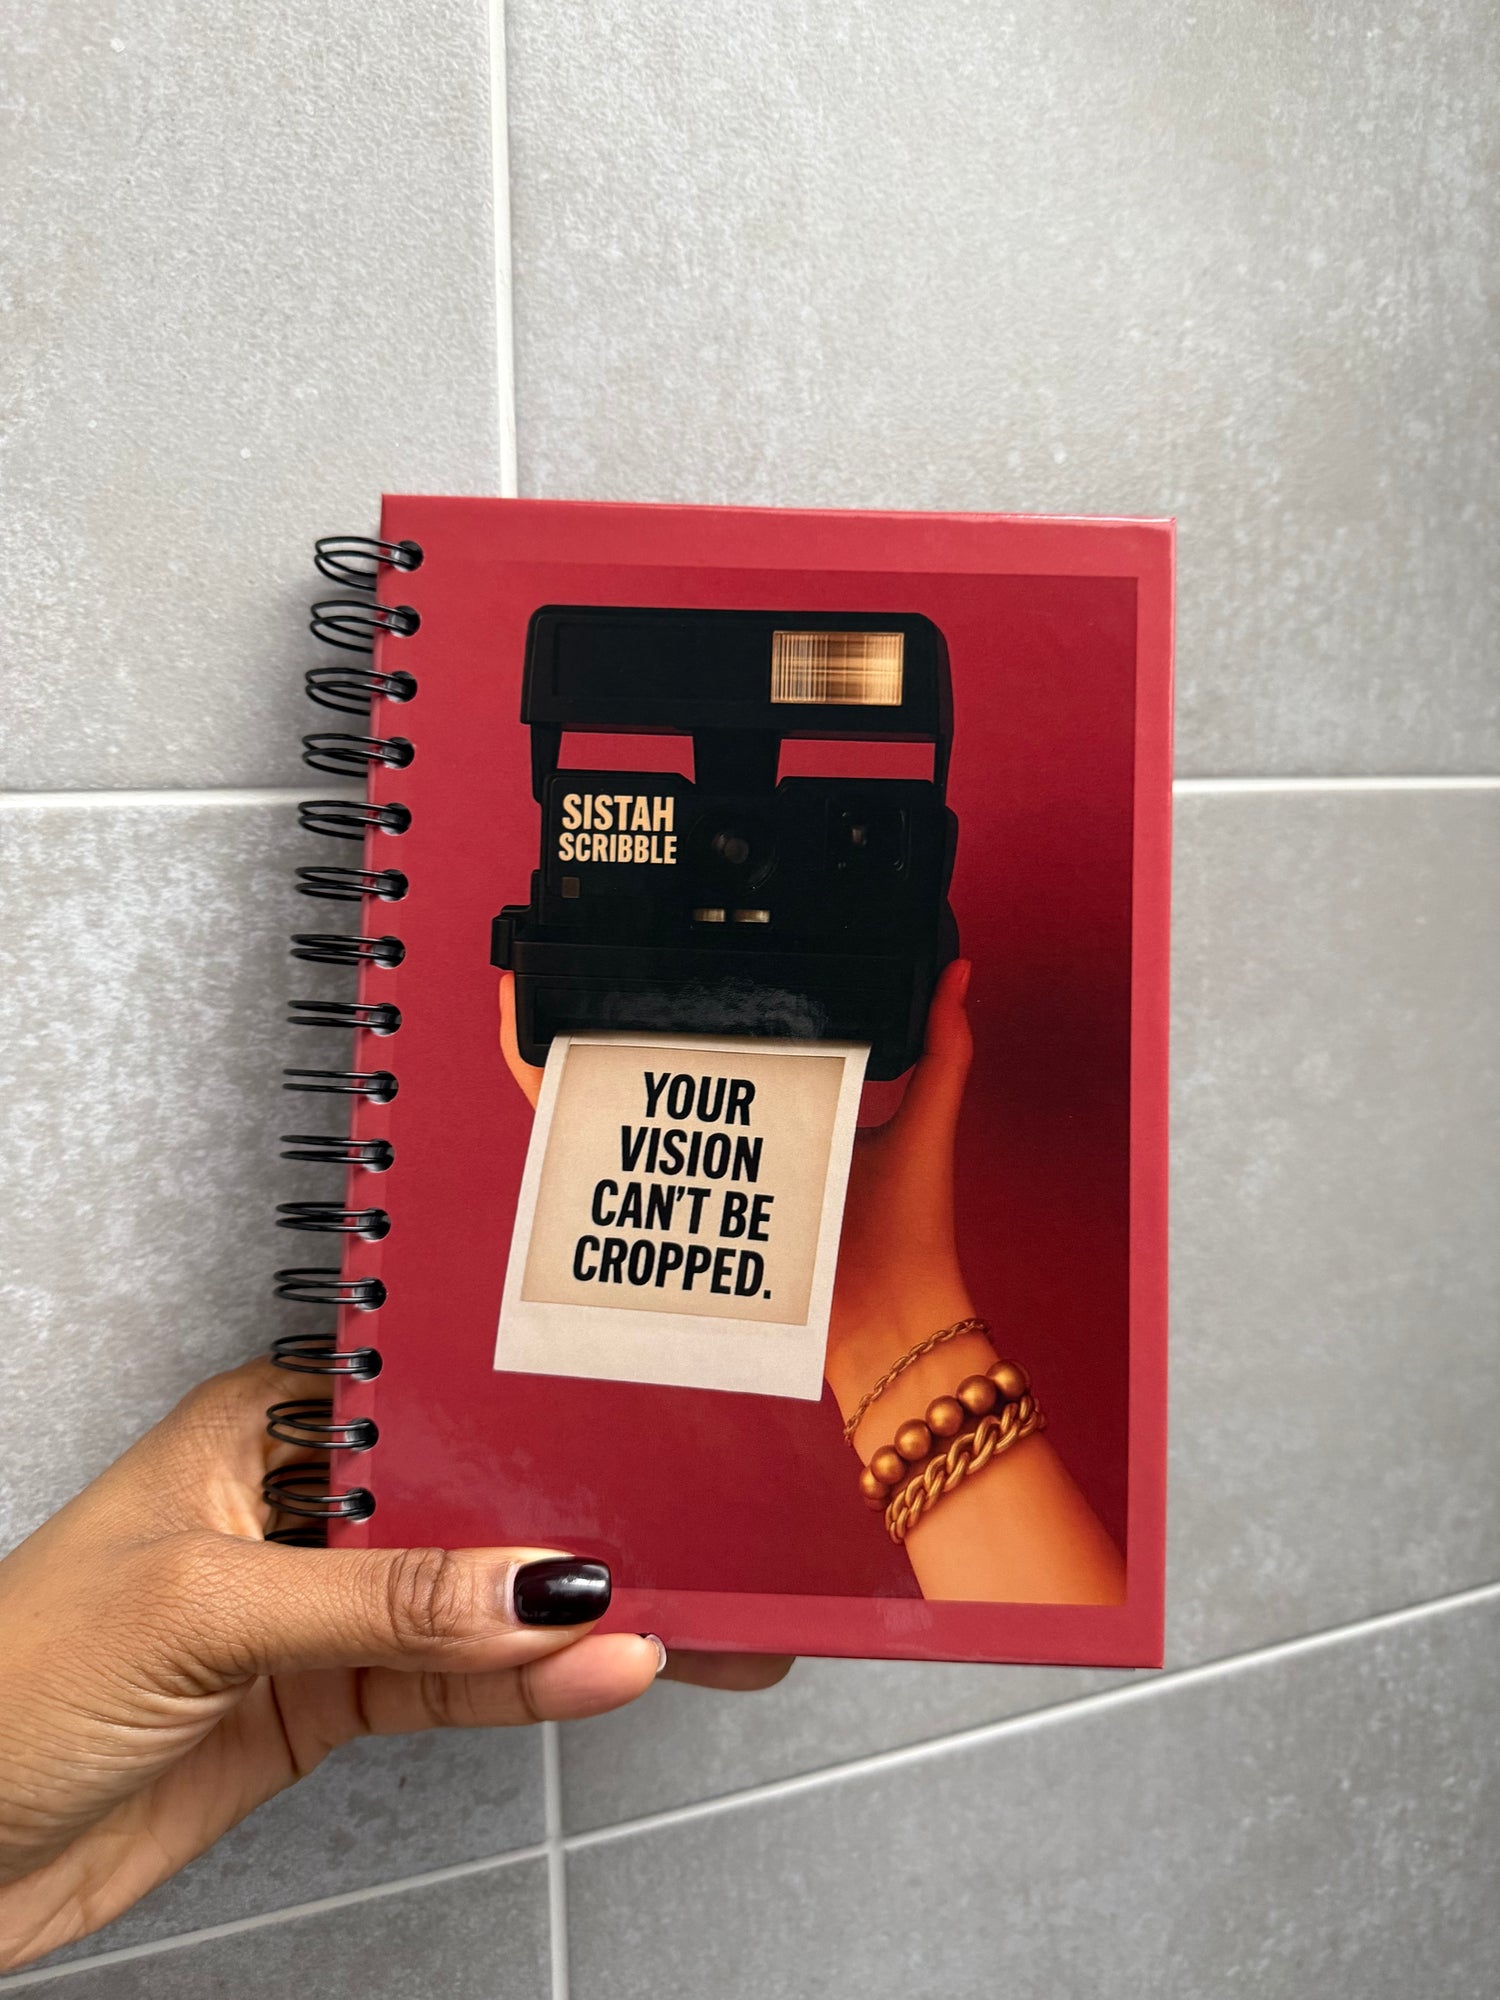 SISTAH
SCRIBBLE
YOUR
VISION
CAN'T BE
CROPPED.